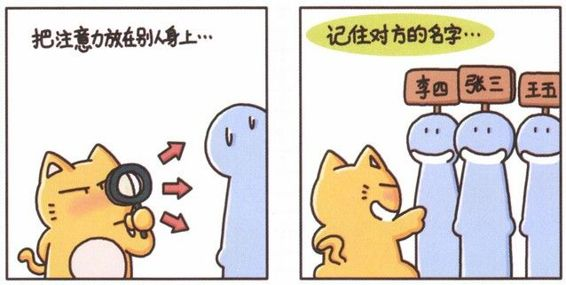 把注意力放在别人身上…
记住对方的名字…
李四
张三
王五